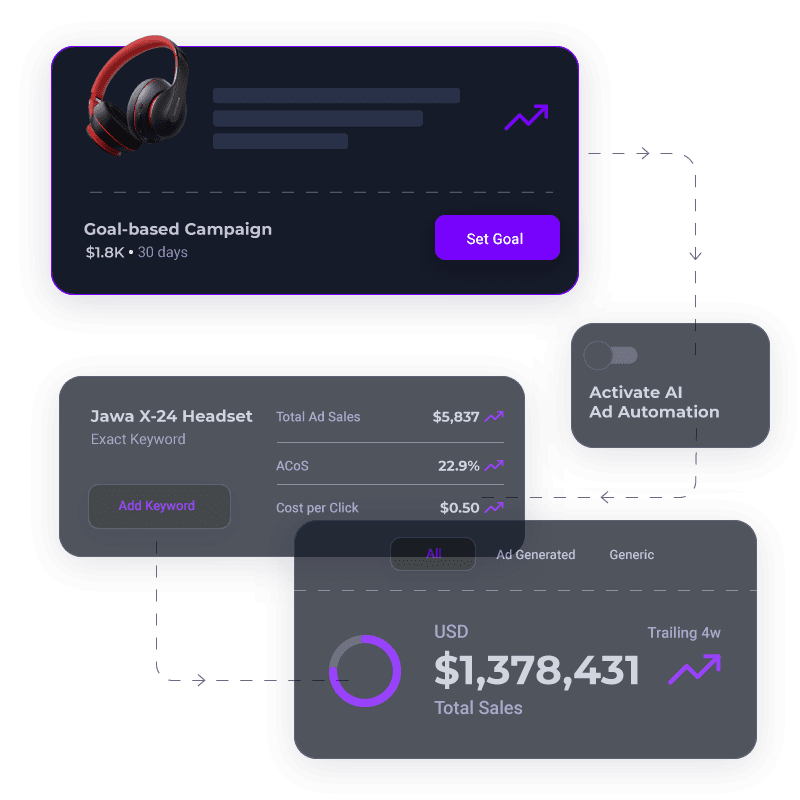 Goal-based Campaign
$1.8K • 30 days
Set Goal
Activate AI
Ad Automation
Jawa X-24 Headset
Exact Keyword
Add Keyword
Total Ad Sales $5,837
ACoS 22.9%
Cost per Click $0.50
All Ad Generated Generic
USD Trailing 4w
$1,378,431
Total Sales